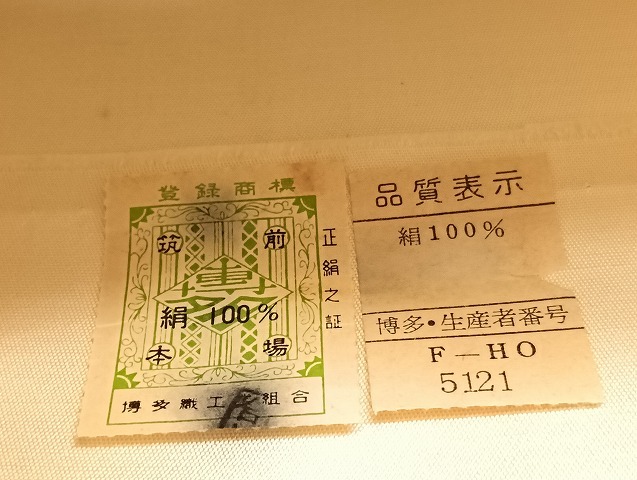 登録商標
筑前
博多
絹 100%
本場
博多織工業組合
正絹之証
品質表示
絹100%
博多・生産者番号
F－HO
5121